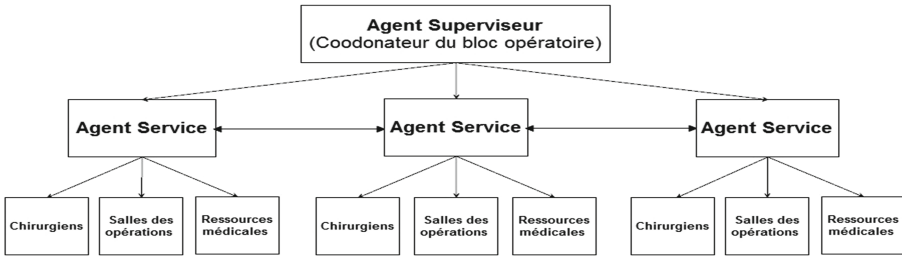 Agent Superviseur
(Coodonateur du bloc opératoire)
Agent Service
Agent Service
Agent Service
Chirurgiens
Salles des
opérations
Ressources
médicales
Chirurgiens
Salles des
opérations
Ressources
médicales
Chirurgiens
Salles des
opérations
Ressources
médicales